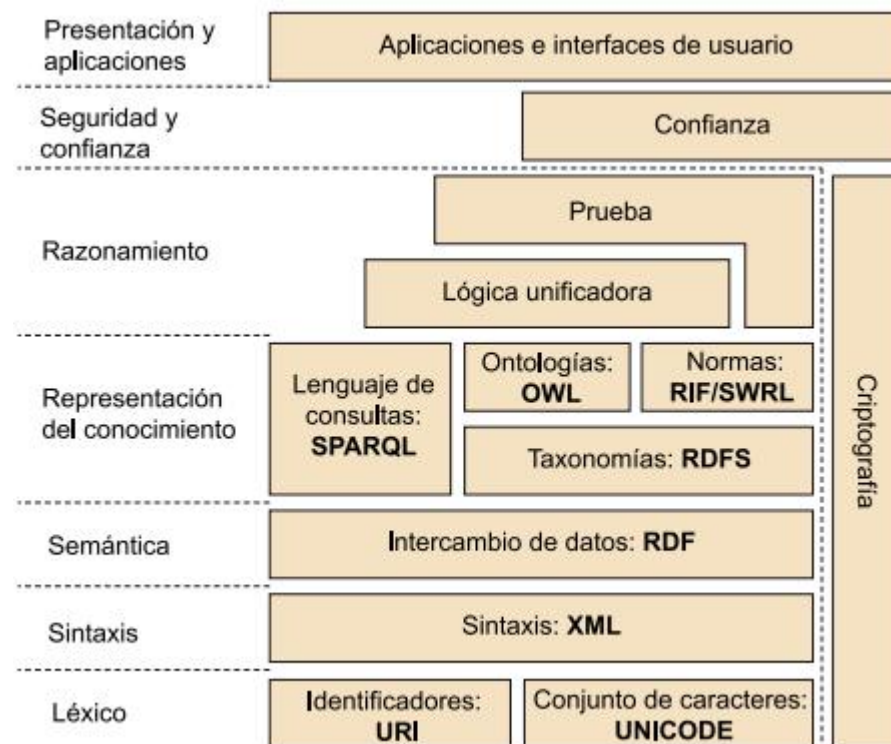 Presentación y
aplicaciones
Aplicaciones e interfaces de usuario
Seguridad y
confianza
Confianza
Razonamiento
Prueba
Lógica unificadora
Representación
del conocimiento
Lenguaje de
consultas:
SPARQL
Ontologías:
OWL
Normas:
RIF/SWRL
Taxonomías: RDFS
Criptografía
Semántica
Intercambio de datos: RDF
Sintaxis
Sintaxis: XML
Léxico
Identificadores:
URI
Conjunto de caracteres:
UNICODE